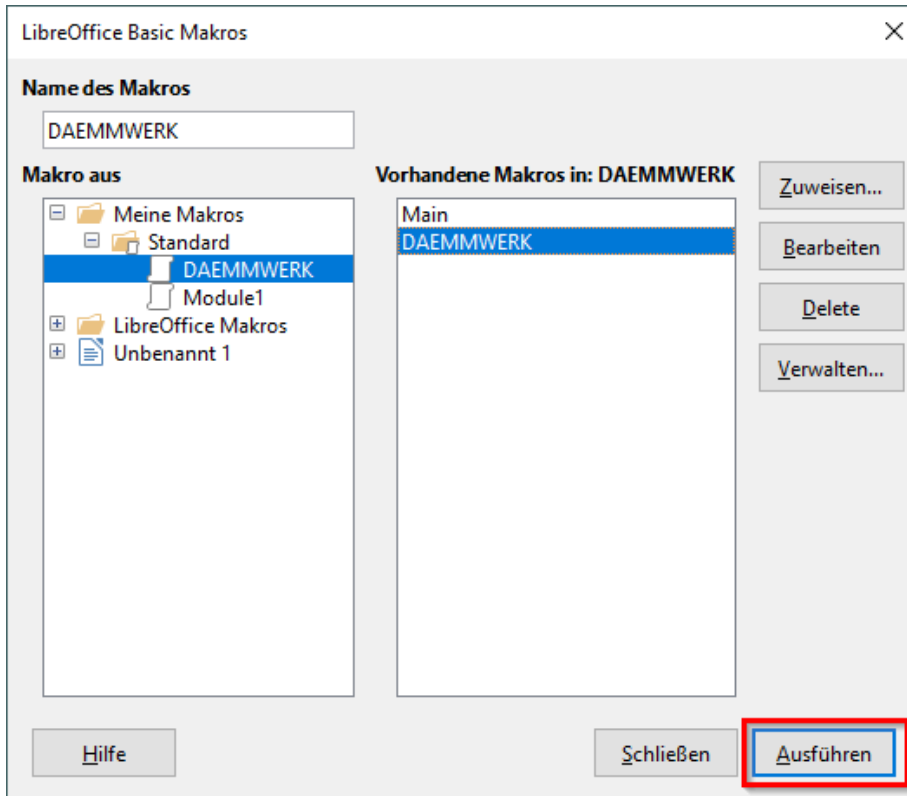 LibreOffice Basic Makros
Name des Makros
DAEMMWERK
Makro aus
Meine Makros
Standard
DAEMMWERK
Module1
LibreOffice Makros
Unbenannt 1
Vorhandene Makros in: DAEMMWERK
Main
DAEMMWERK
Zuweisen...
Bearbeiten
Delete
Verwalten...
Hilfe
Schließen
Ausführen